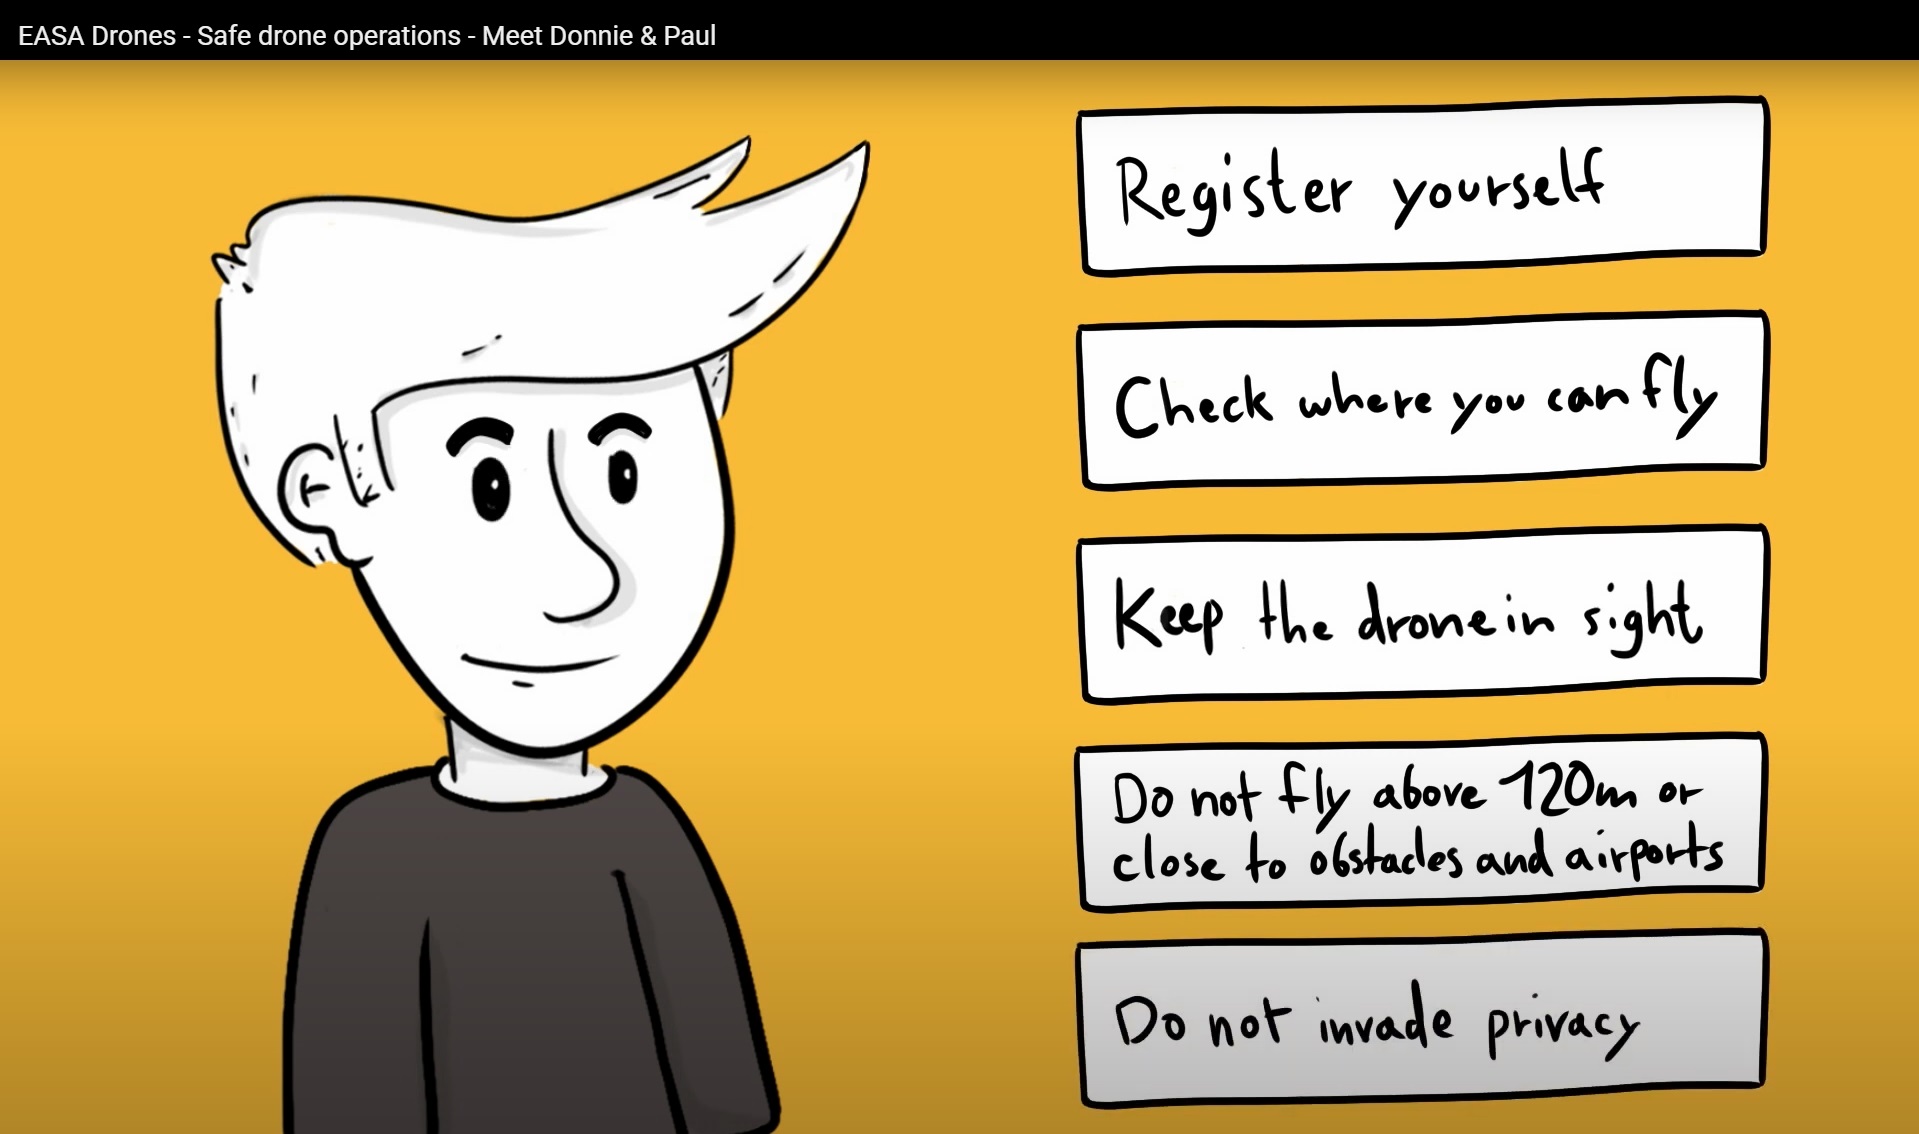 EASA Drones - Safe drone operations - Meet Donnie & Paul
Register yourself
Check where you can fly
Keep the drone in sight
Do not fly above 120m or
close to obstacles and airports
Do not invade privacy